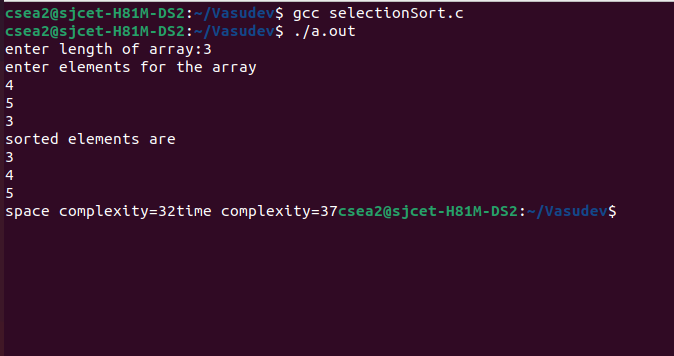 csea2@sjcet-H81M-DS2:~/Vasudev$ gcc selectionSort.c
csea2@sjcet-H81M-DS2:~/Vasudev$ ./a.out
enter length of array:3
enter elements for the array
4
5
3
sorted elements are
3
4
5
space complexity=32time complexity=37csea2@sjcet-H81M-DS2:~/Vasudev$